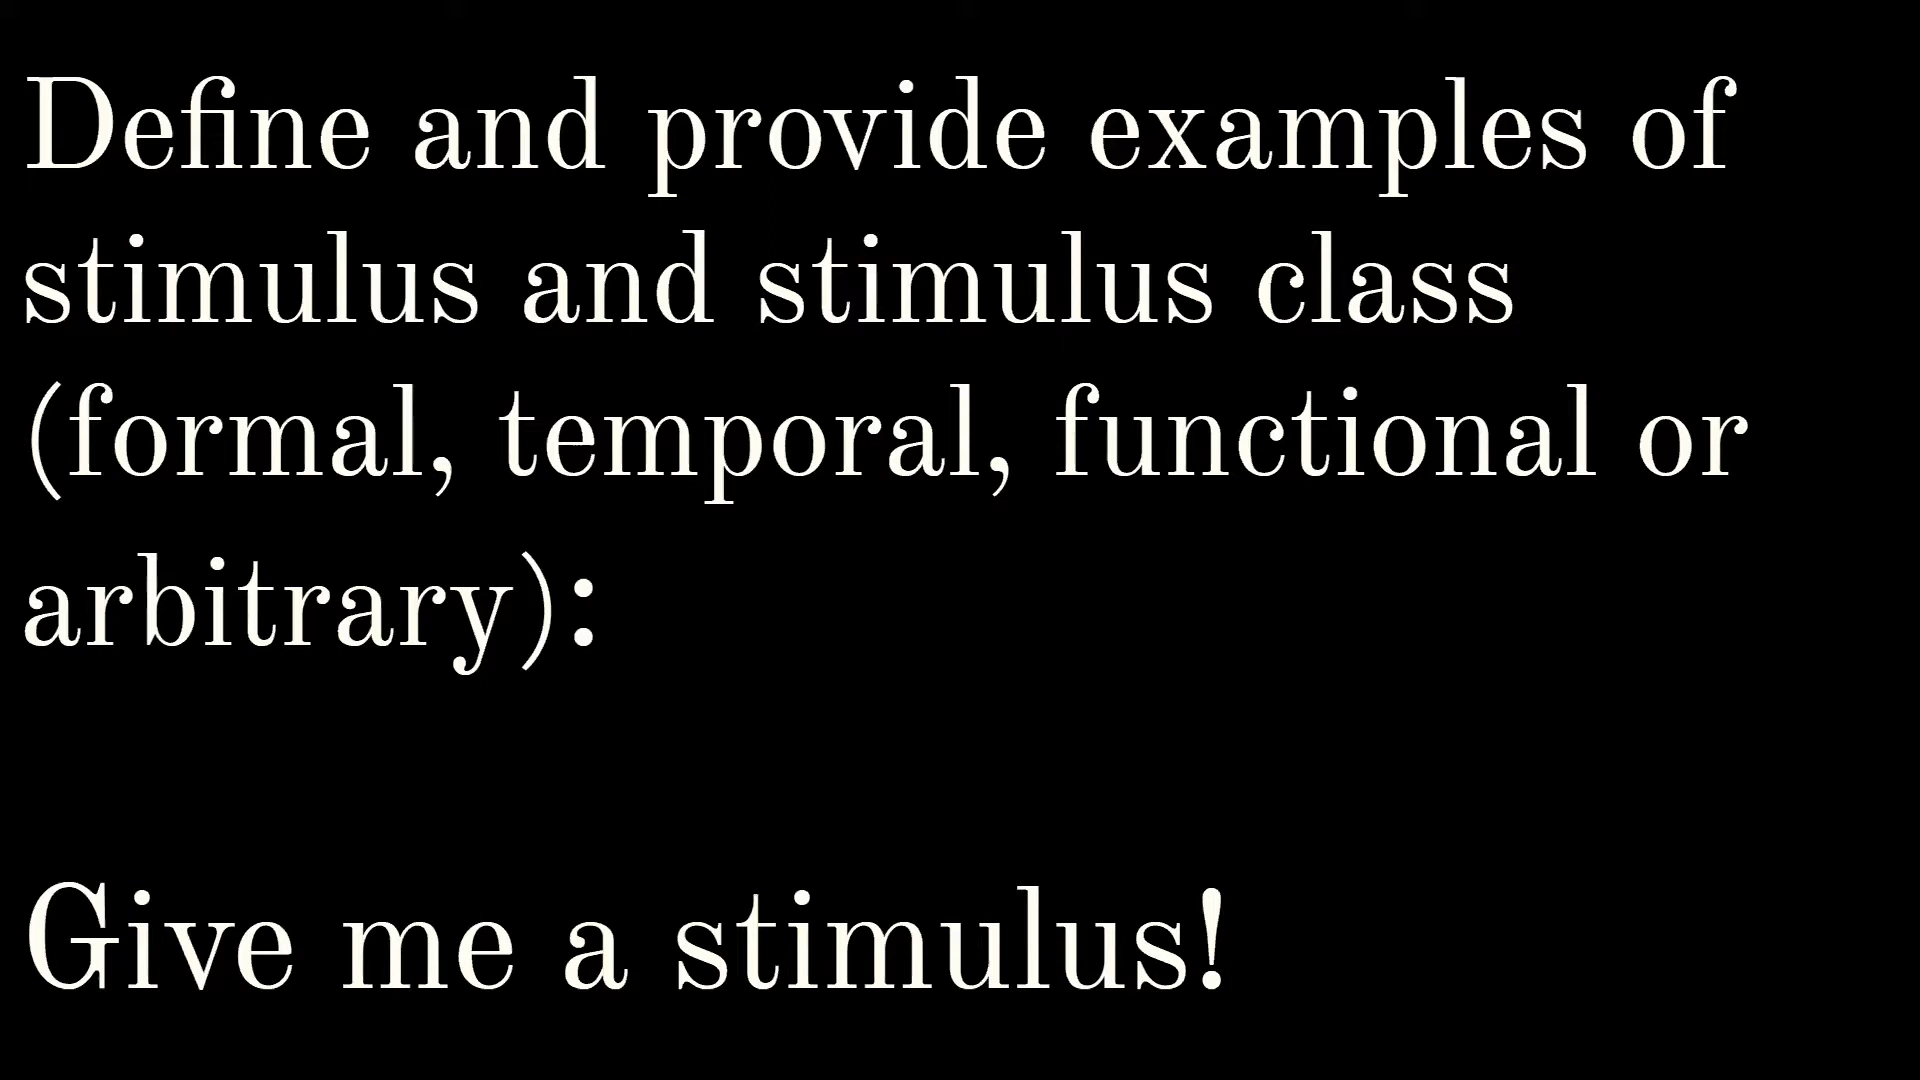 Define and provide examples of
stimulus and stimulus class
(formal, temporal, functional or
arbitrary):
Give me a stimulus!